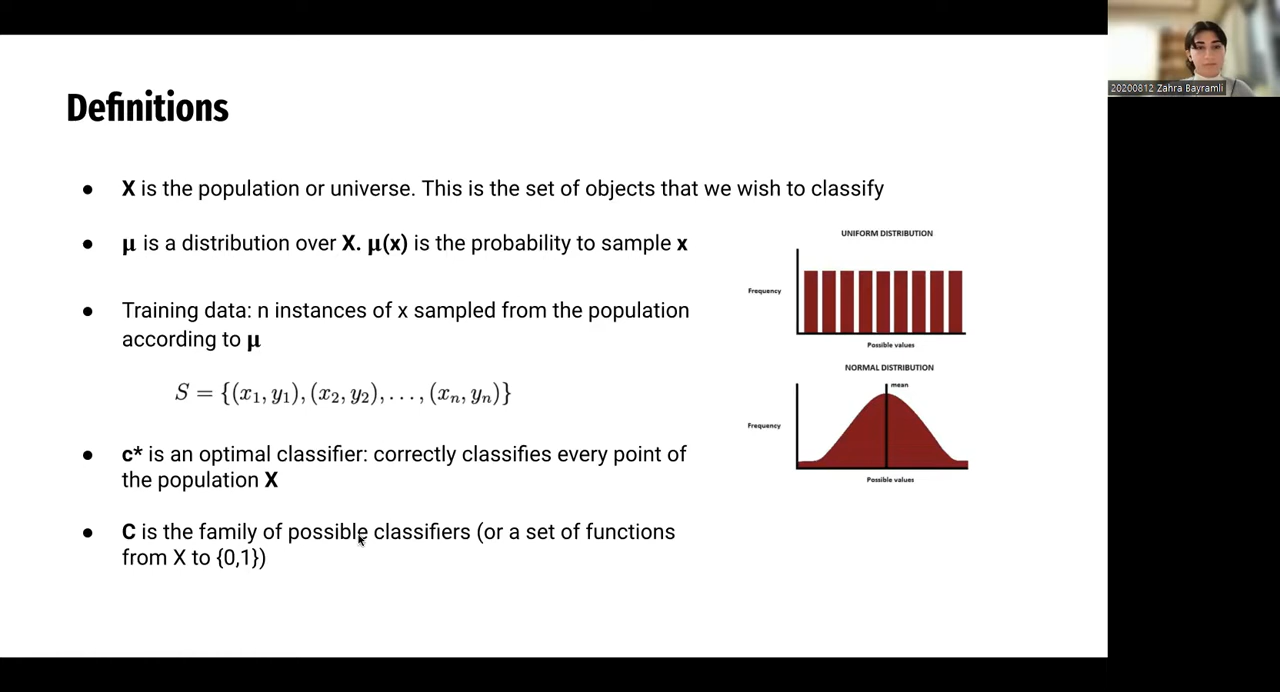 20200812 Zahra Bayramli
Definitions
● X is the population or universe. This is the set of objects that we wish to classify
● μ is a distribution over X. μ(x) is the probability to sample x
● Training data: n instances of x sampled from the population
according to μ
S = {(x₁, y₁), (x₂, y₂), . . . , (xₙ, yₙ)}
● c* is an optimal classifier: correctly classifies every point of
the population X
● C is the family of possible classifiers (or a set of functions
from X to {0,1})
UNIFORM DISTRIBUTION
Frequency
Possible values
NORMAL DISTRIBUTION
mean
Frequency
Possible values